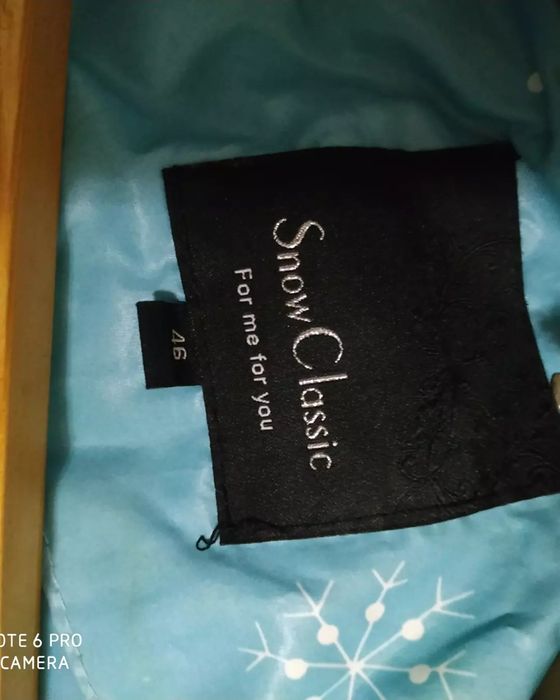 Snow Classic
For me for you
46
OTE 6 PRO
CAMERA